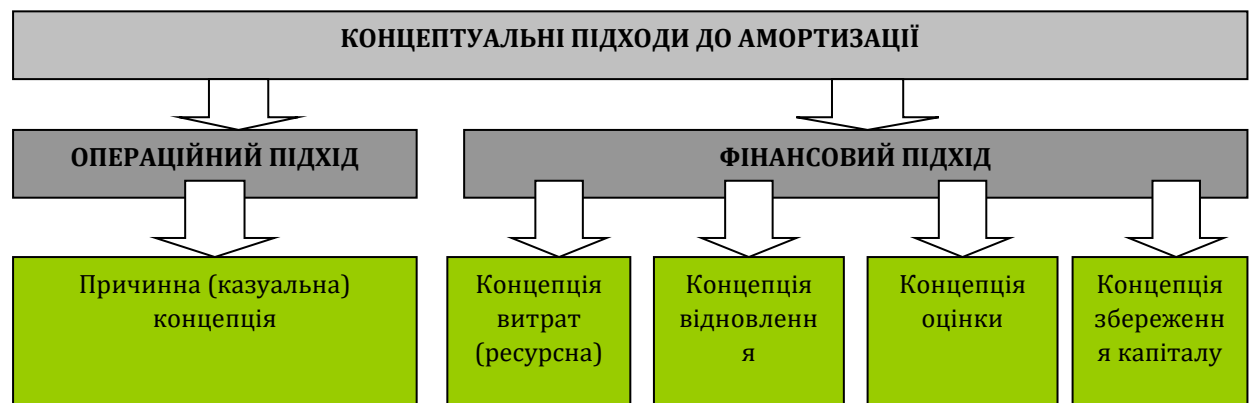 КОНЦЕПТУАЛЬНІ ПІДХОДИ ДО АМОРТИЗАЦІЇ
ОПЕРАЦІЙНИЙ ПІДХІД
ФІНАНСОВИЙ ПІДХІД
Причинна (казуальна)
концепція
Концепція
витрат
(ресурсна)
Концепція
відновленн
я
Концепція
оцінки
Концепція
збереженн
я капіталу